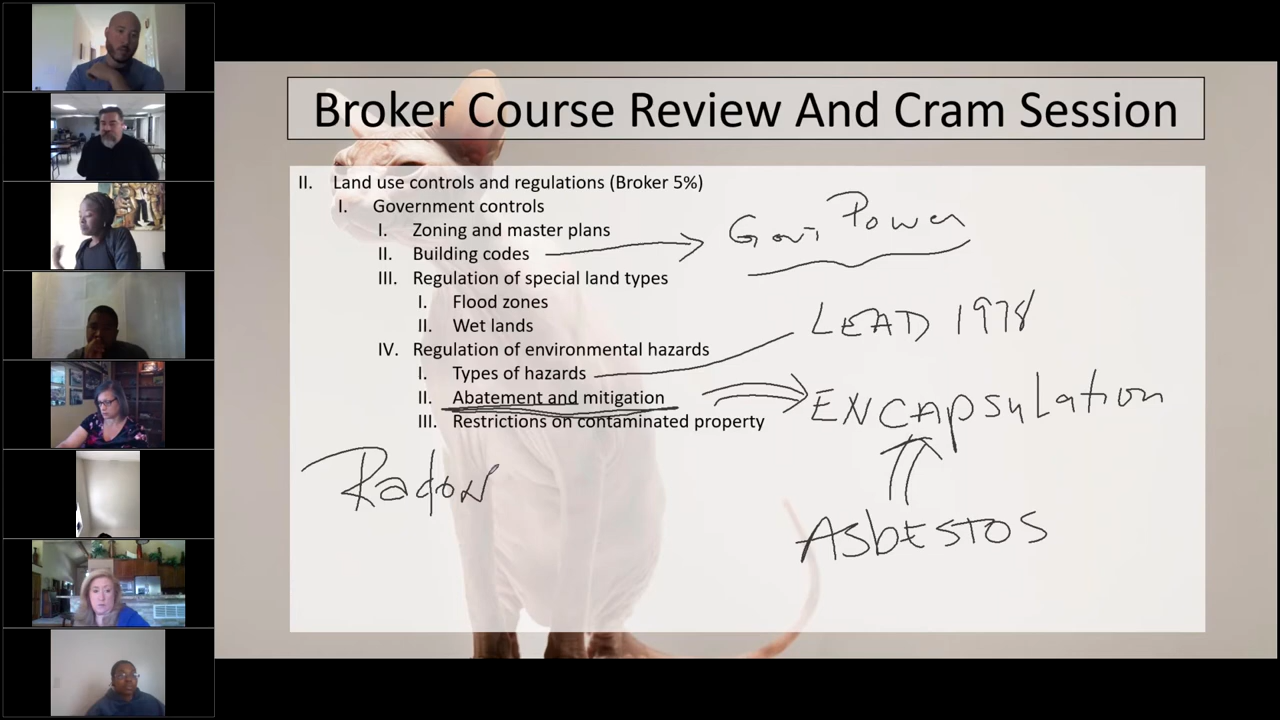 Broker Course Review And Cram Session
II. Land use controls and regulations (Broker 5%)
I. Government controls
I. Zoning and master plans
II. Building codes
Gov. Power
III. Regulation of special land types
I. Flood zones
II. Wet lands
LEAD 1978
IV. Regulation of environmental hazards
I. Types of hazards
II. Abatement and mitigation
ENCAPsuLation
III. Restrictions on contaminated property
Radon
AsbESTOS